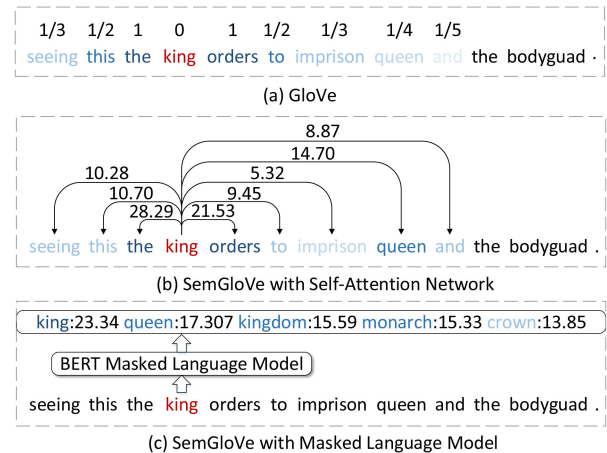 1/3 1/2 1 0 1 1/2 1/3 1/4 1/5
seeing this the king orders to imprison queen and the bodyguad .
(a) GloVe
8.87
14.70
10.28 5.32
10.70 9.45
28.29 21.53
seeing this the king orders to imprison queen and the bodyguad .
(b) SemGloVe with Self-Attention Network
king:23.34 queen:17.307 kingdom:15.59 monarch:15.33 crown:13.85
BERT Masked Language Model
seeing this the king orders to imprison queen and the bodyguad .
(c) SemGloVe with Masked Language Model